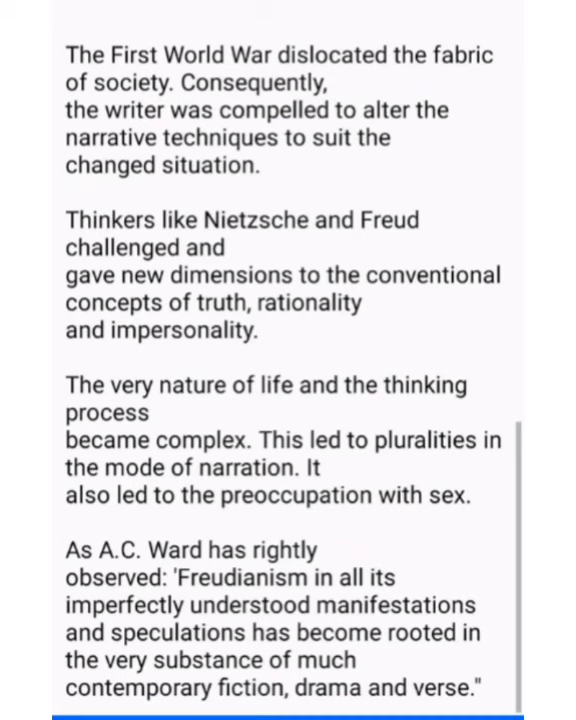 The First World War dislocated the fabric
of society. Consequently,
the writer was compelled to alter the
narrative techniques to suit the
changed situation.
Thinkers like Nietzsche and Freud
challenged and
gave new dimensions to the conventional
concepts of truth, rationality
and impersonality.
The very nature of life and the thinking
process
became complex. This led to pluralities in
the mode of narration. It
also led to the preoccupation with sex.
As A.C. Ward has rightly
observed: 'Freudianism in all its
imperfectly understood manifestations
and speculations has become rooted in
the very substance of much
contemporary fiction, drama and verse."